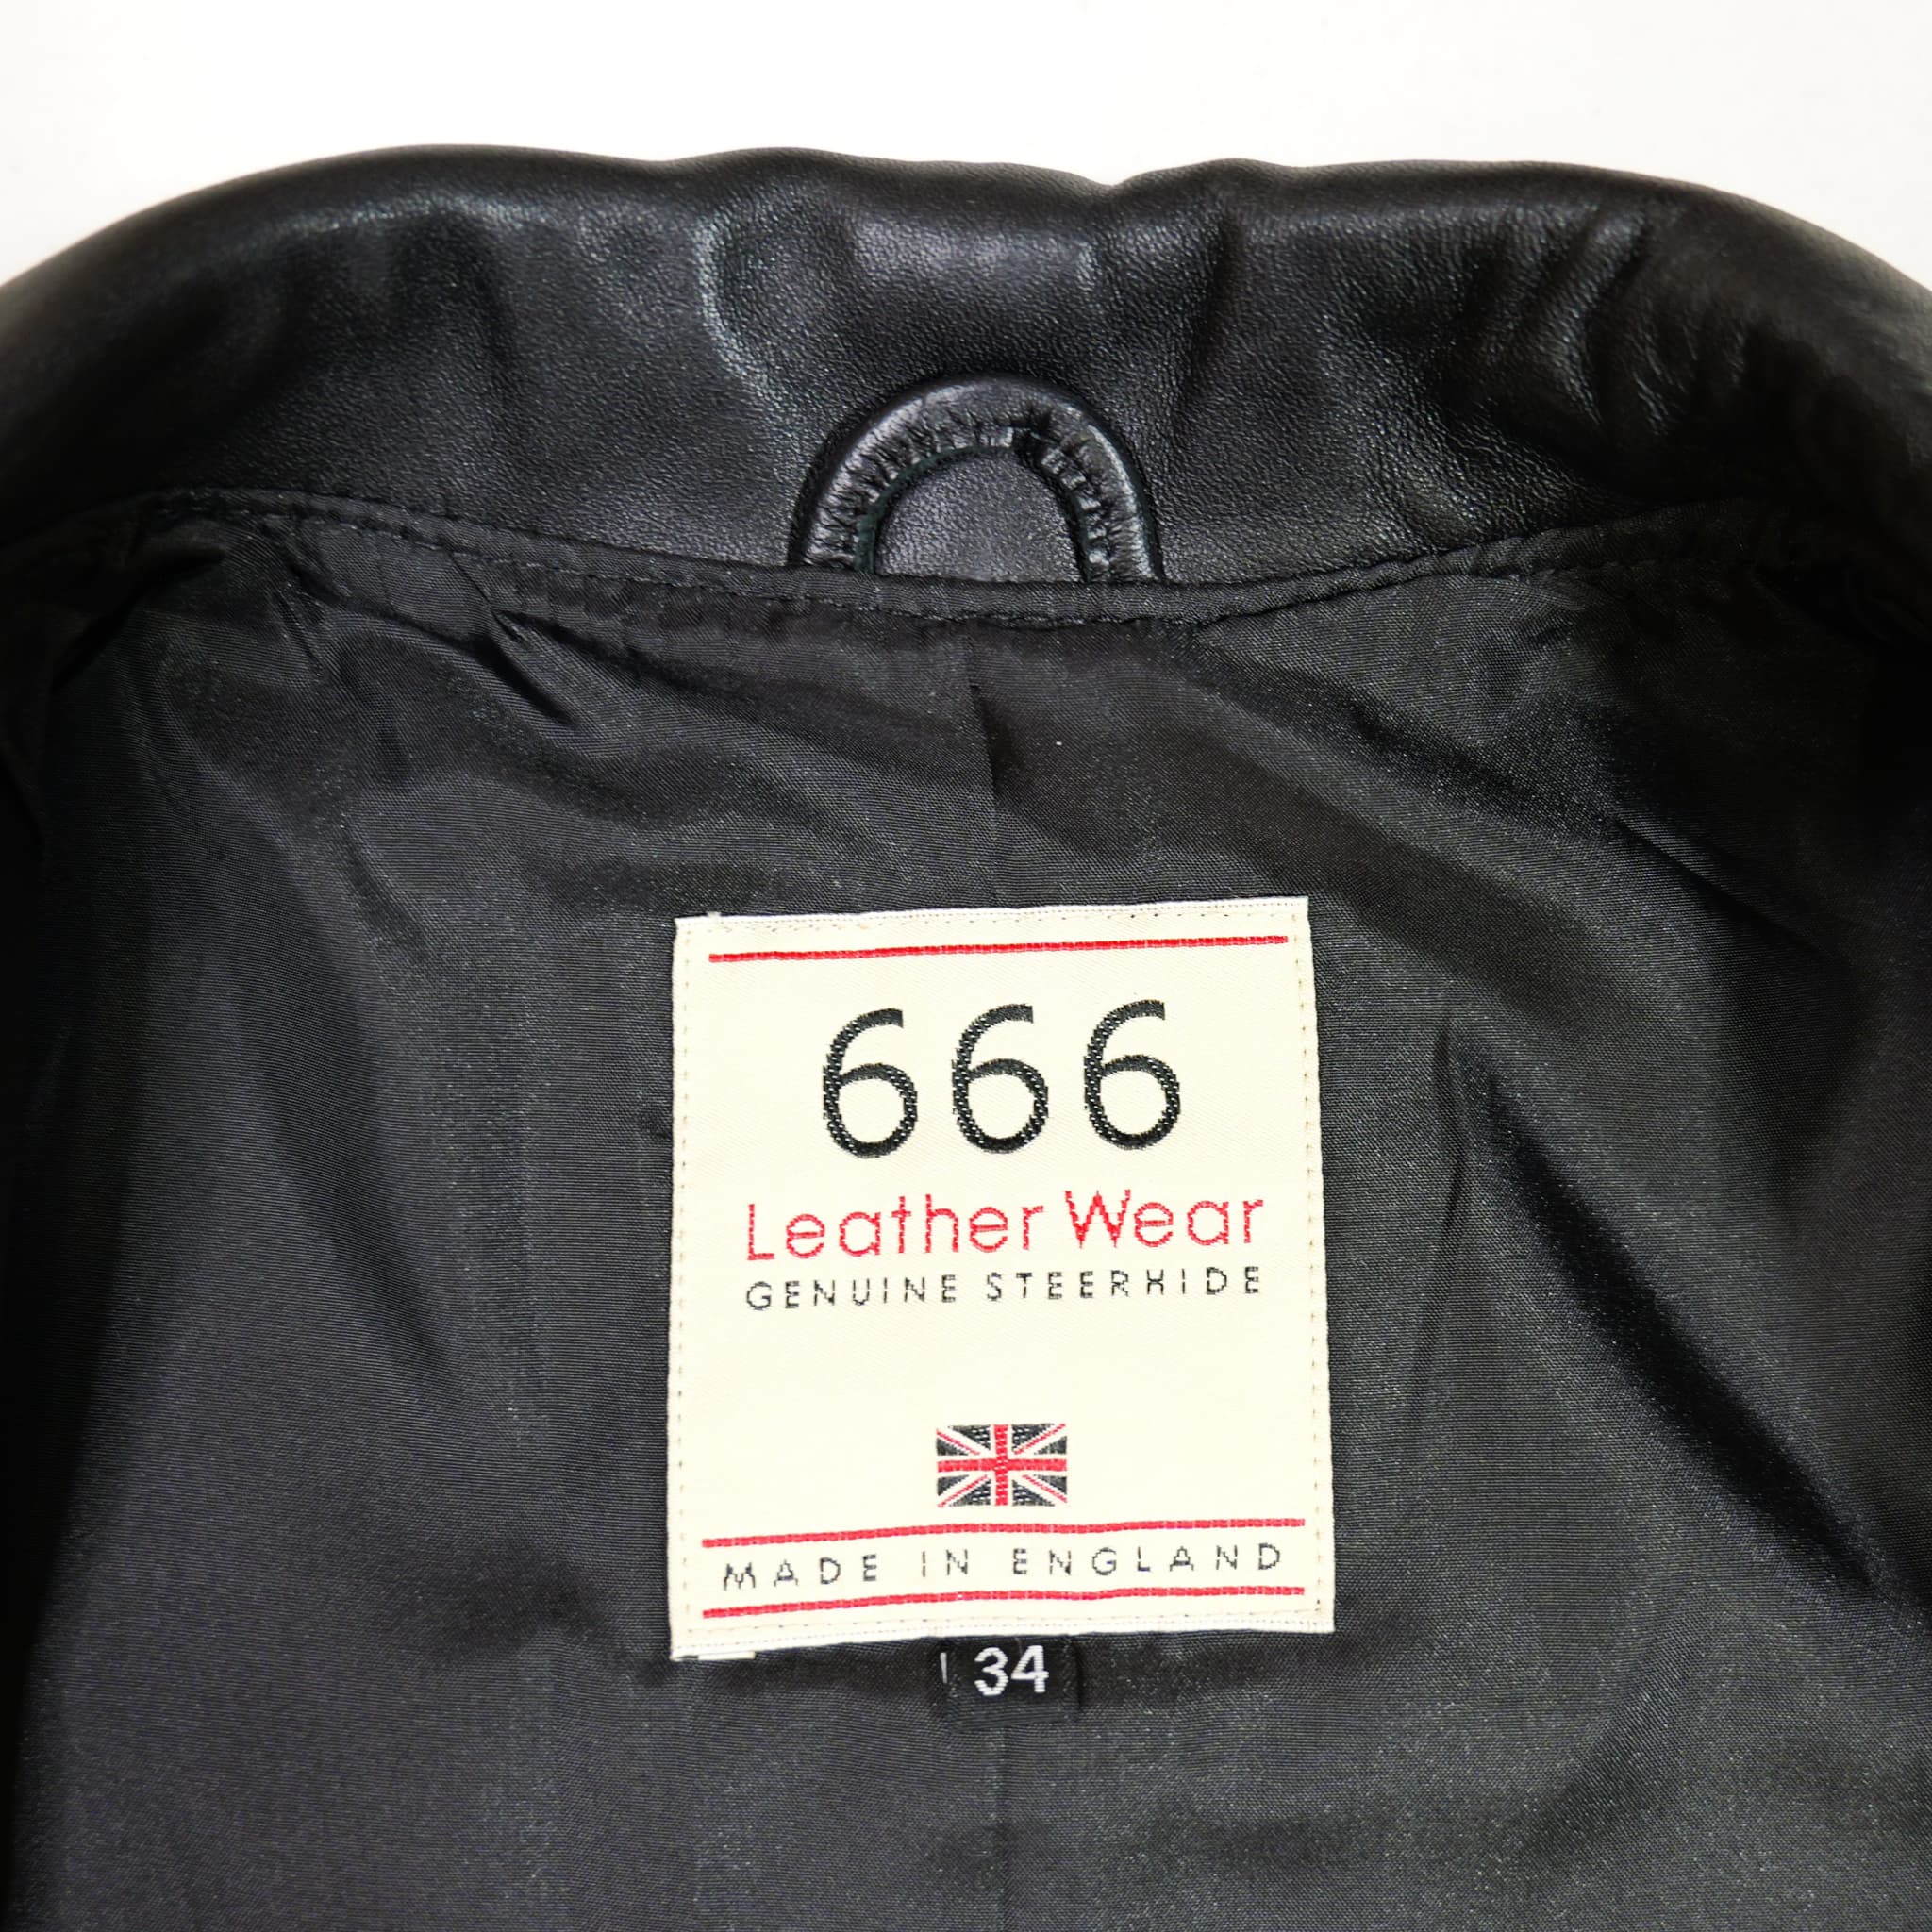 666
Leather Wear
GENUINE STEERHIDE
MADE IN ENGLAND
34